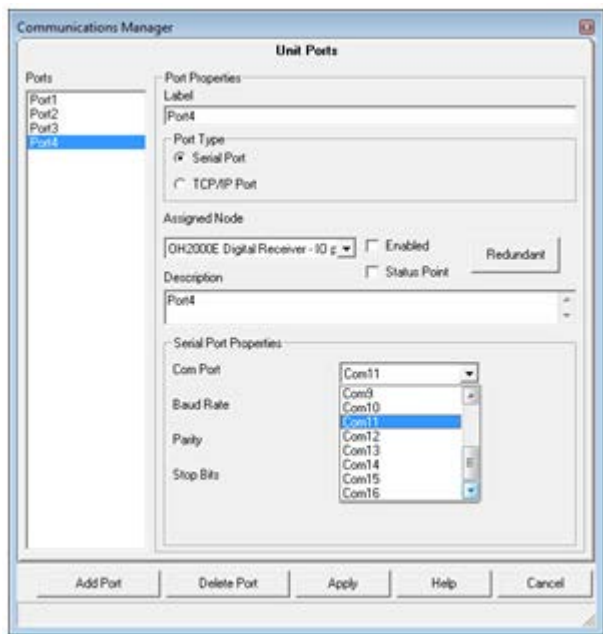 Communications Manager
Unit Ports
Ports
Port1
Port2
Port3
Port4
Port Properties
Label
Port4
Port Type
Serial Port
TCP/IP Port
Assigned Node
OH2000E Digital Receiver - IO p
Enabled
Status Point
Redundant
Description
Port4
Serial Port Properties
Com Port
Com11
Com9
Com10
Com11
Com12
Com13
Com14
Com15
Com16
Baud Rate
Parity
Stop Bits
Add Port
Delete Port
Apply
Help
Cancel